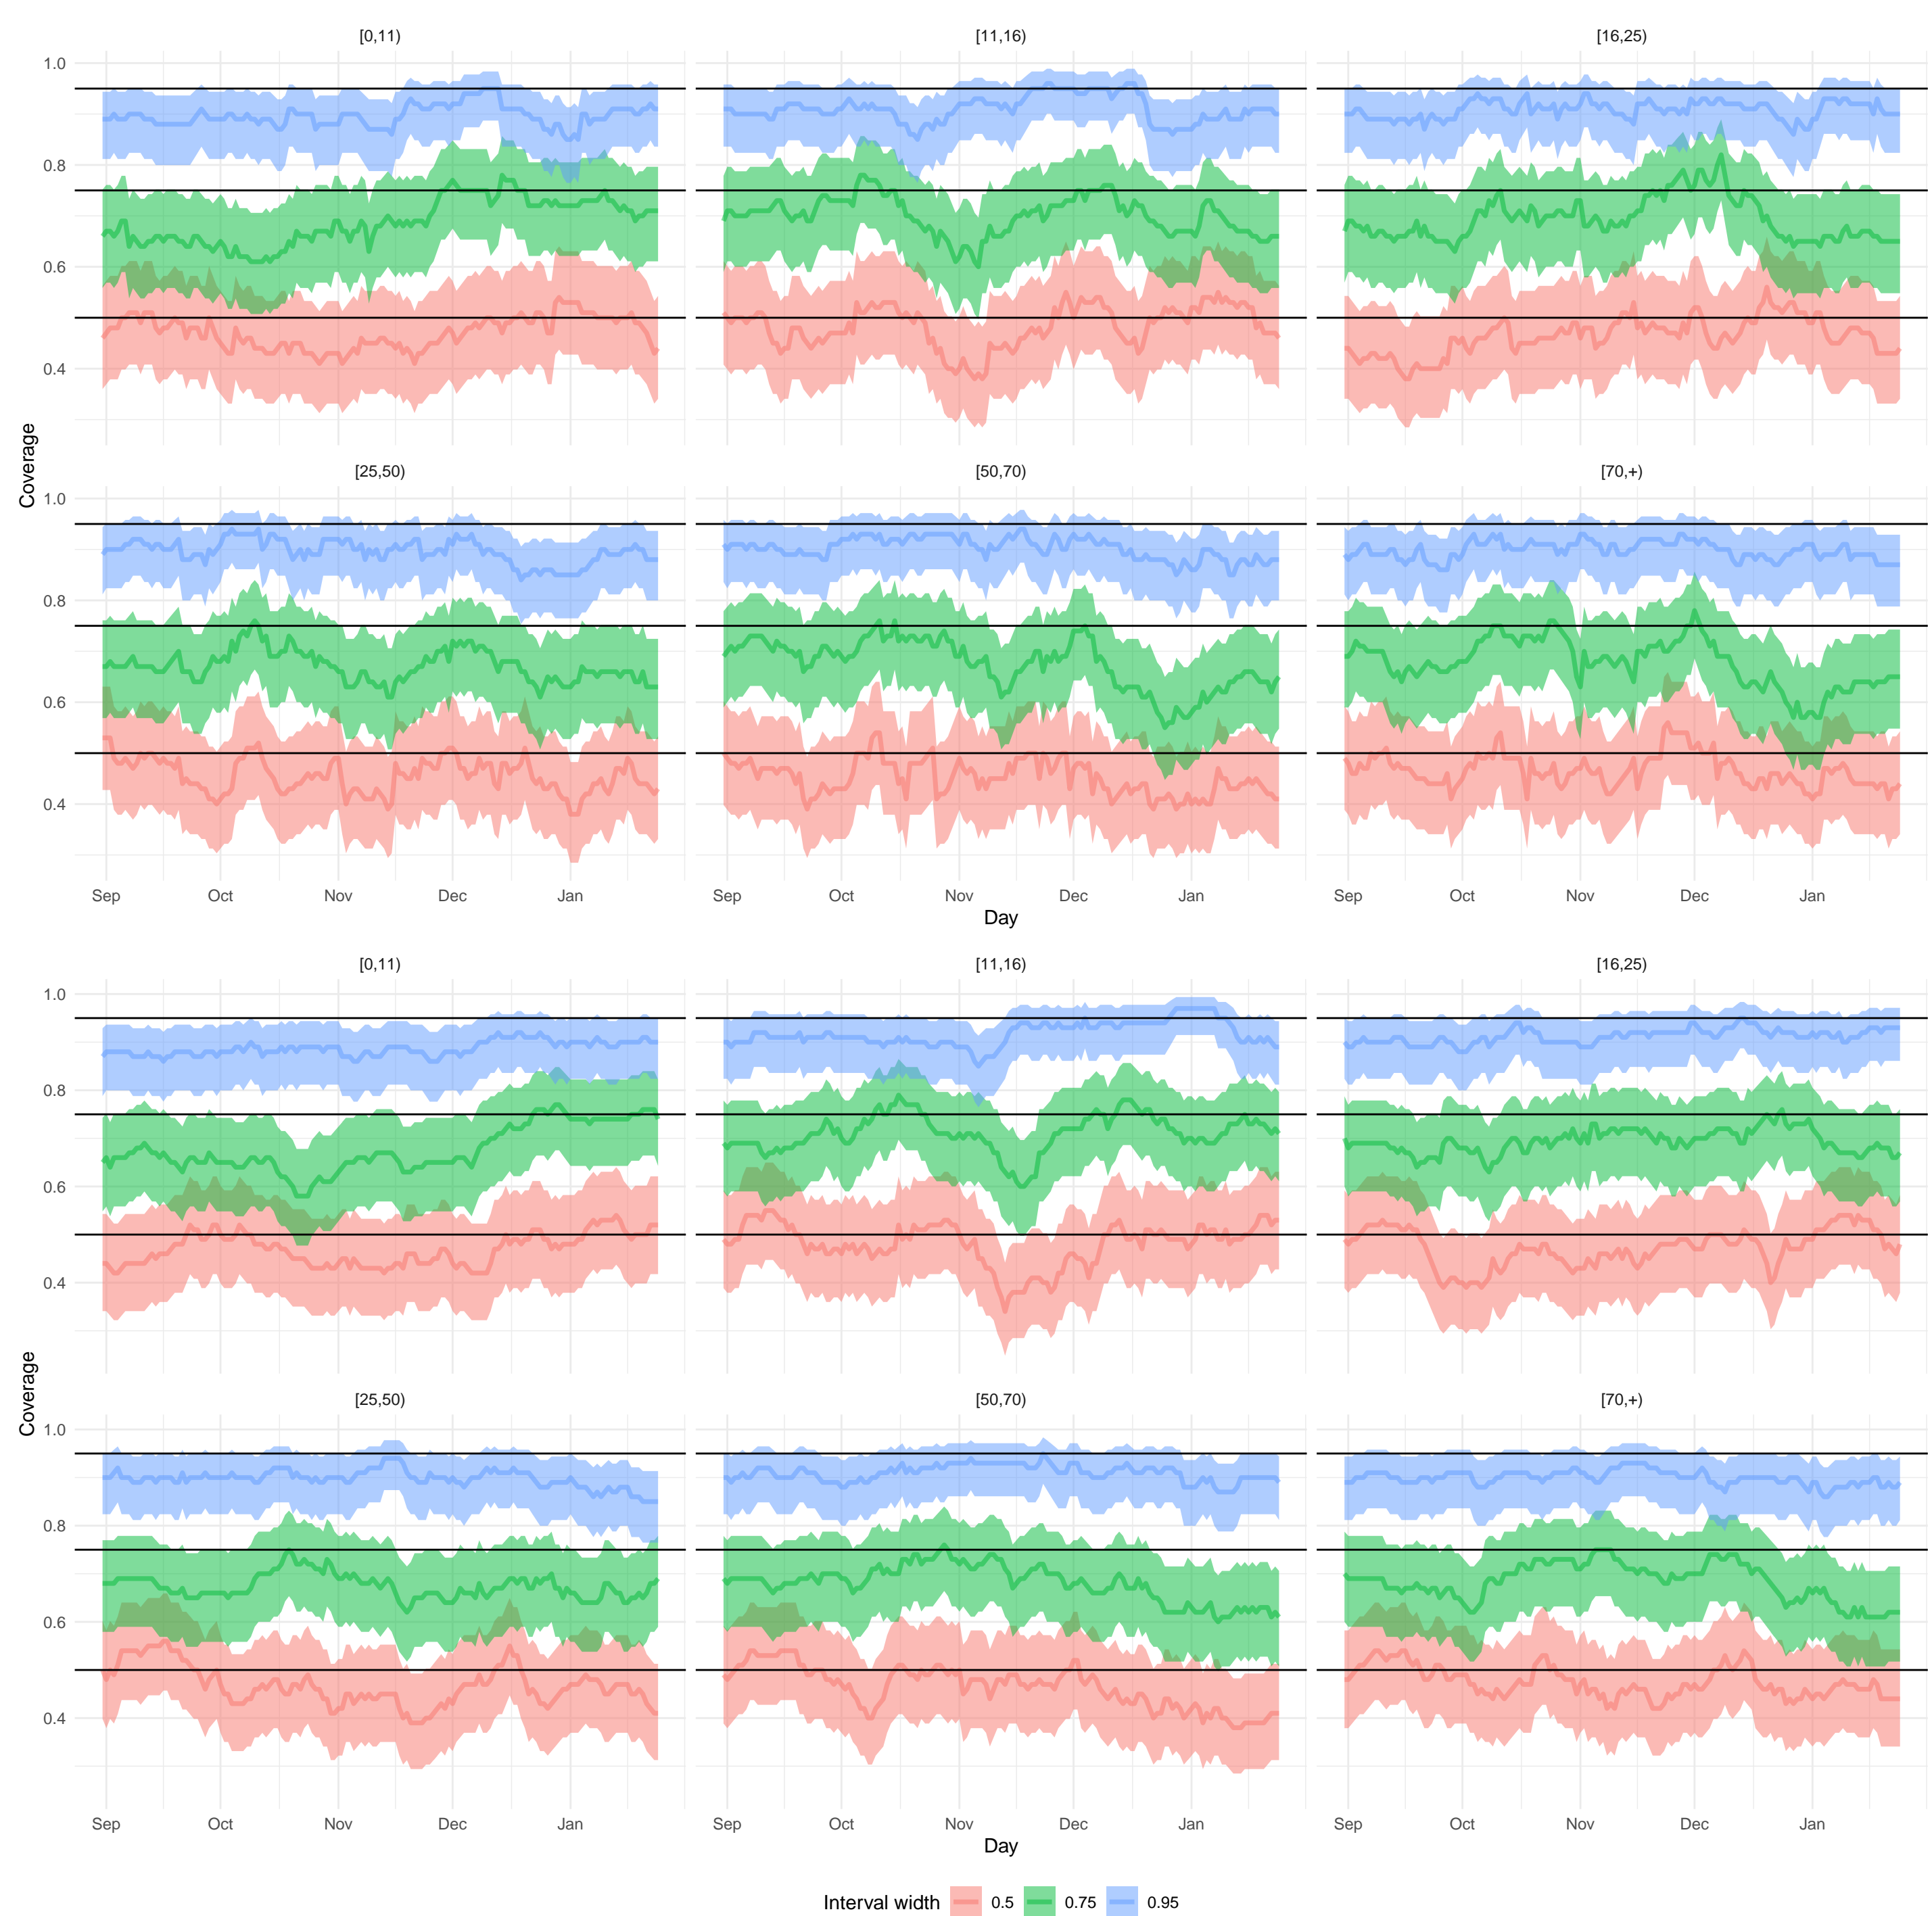 [0,11) [11,16) [16,25)
1.0
0.8
0.6
0.4
Coverage
[25,50) [50,70) [70,+)
1.0
0.8
0.6
0.4
Sep Oct Nov Dec Jan Sep Oct Nov Dec Jan Sep Oct Nov Dec Jan
Day
[0,11) [11,16) [16,25)
1.0
0.8
0.6
0.4
Coverage
[25,50) [50,70) [70,+)
1.0
0.8
0.6
0.4
Sep Oct Nov Dec Jan Sep Oct Nov Dec Jan Sep Oct Nov Dec Jan
Day
Interval width 0.5 0.75 0.95